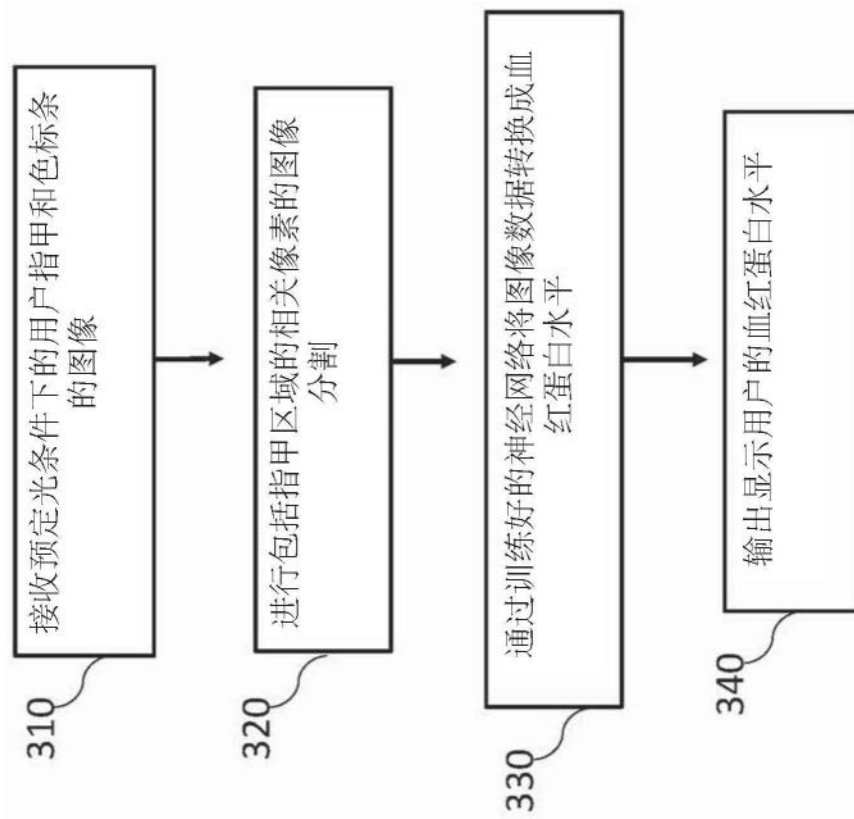 310
接收预定光条件下的用户指甲和色标条
的图像
320
进行包括指甲区域的相关像素的图像
分割
330
通过训练好的神经网络将图像数据转换成血
红蛋白水平
340
输出显示用户的血红蛋白水平